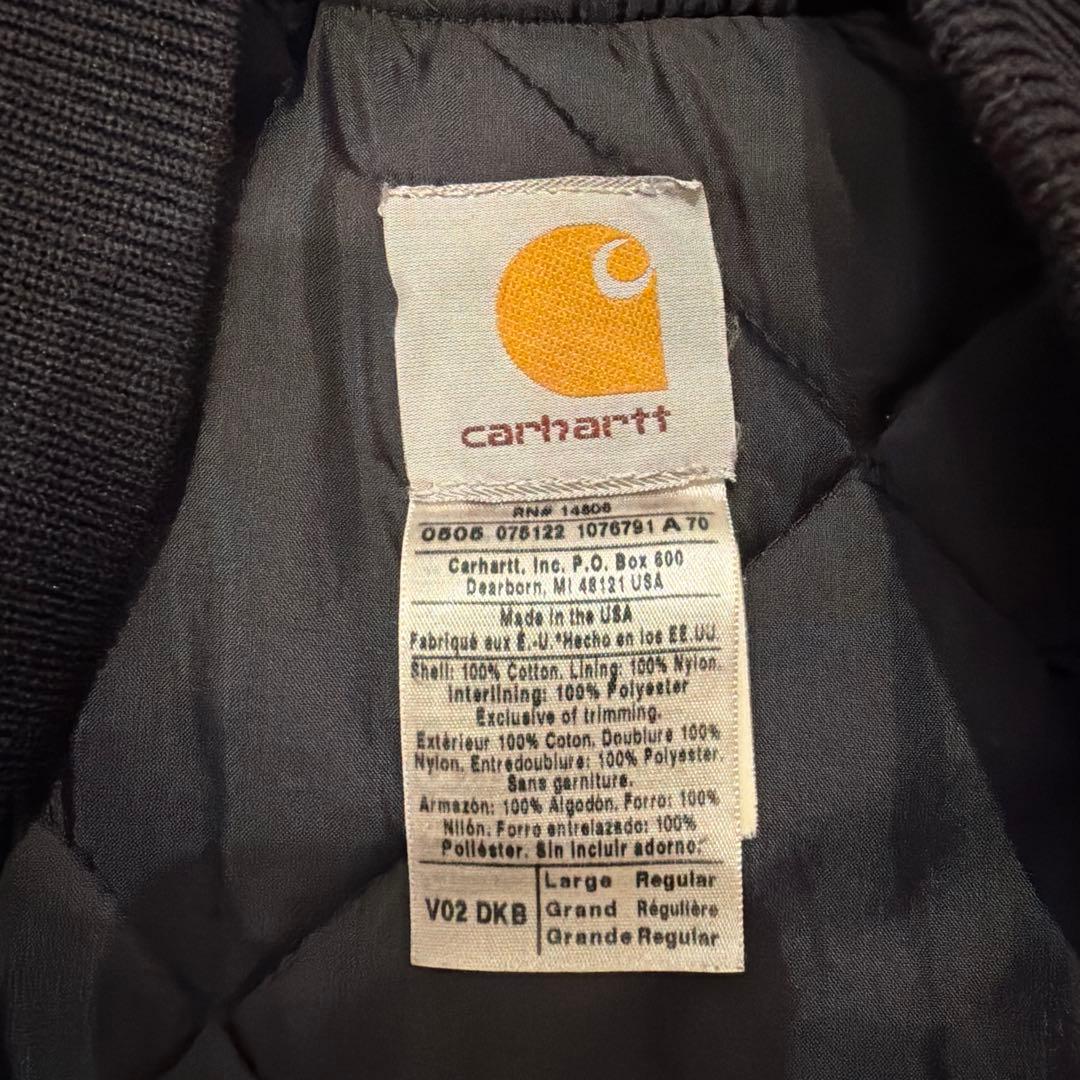 carhartt
RN# 14806
0505 075122 1076791 A 70
Carhartt, Inc. P.O. Box 600
Dearborn, MI 48121 USA
Made in the USA
Fabriqué aux É.-U.*Hecho en los EE.UU.
Shell: 100% Cotton. Lining: 100% Nylon.
Interlining: 100% Polyester
Exclusive of trimming.
Extérieur 100% Coton. Doublure 100%
Nylon. Entredoublure: 100% Polyester.
Sans garniture.
Armazón: 100% Algodón. Forro: 100%
Nilón. Forro entrelazado: 100%
Poliéster. Sin incluir adorno.
V02 DKB
Large Regular
Grand Régulière
Grande Regular